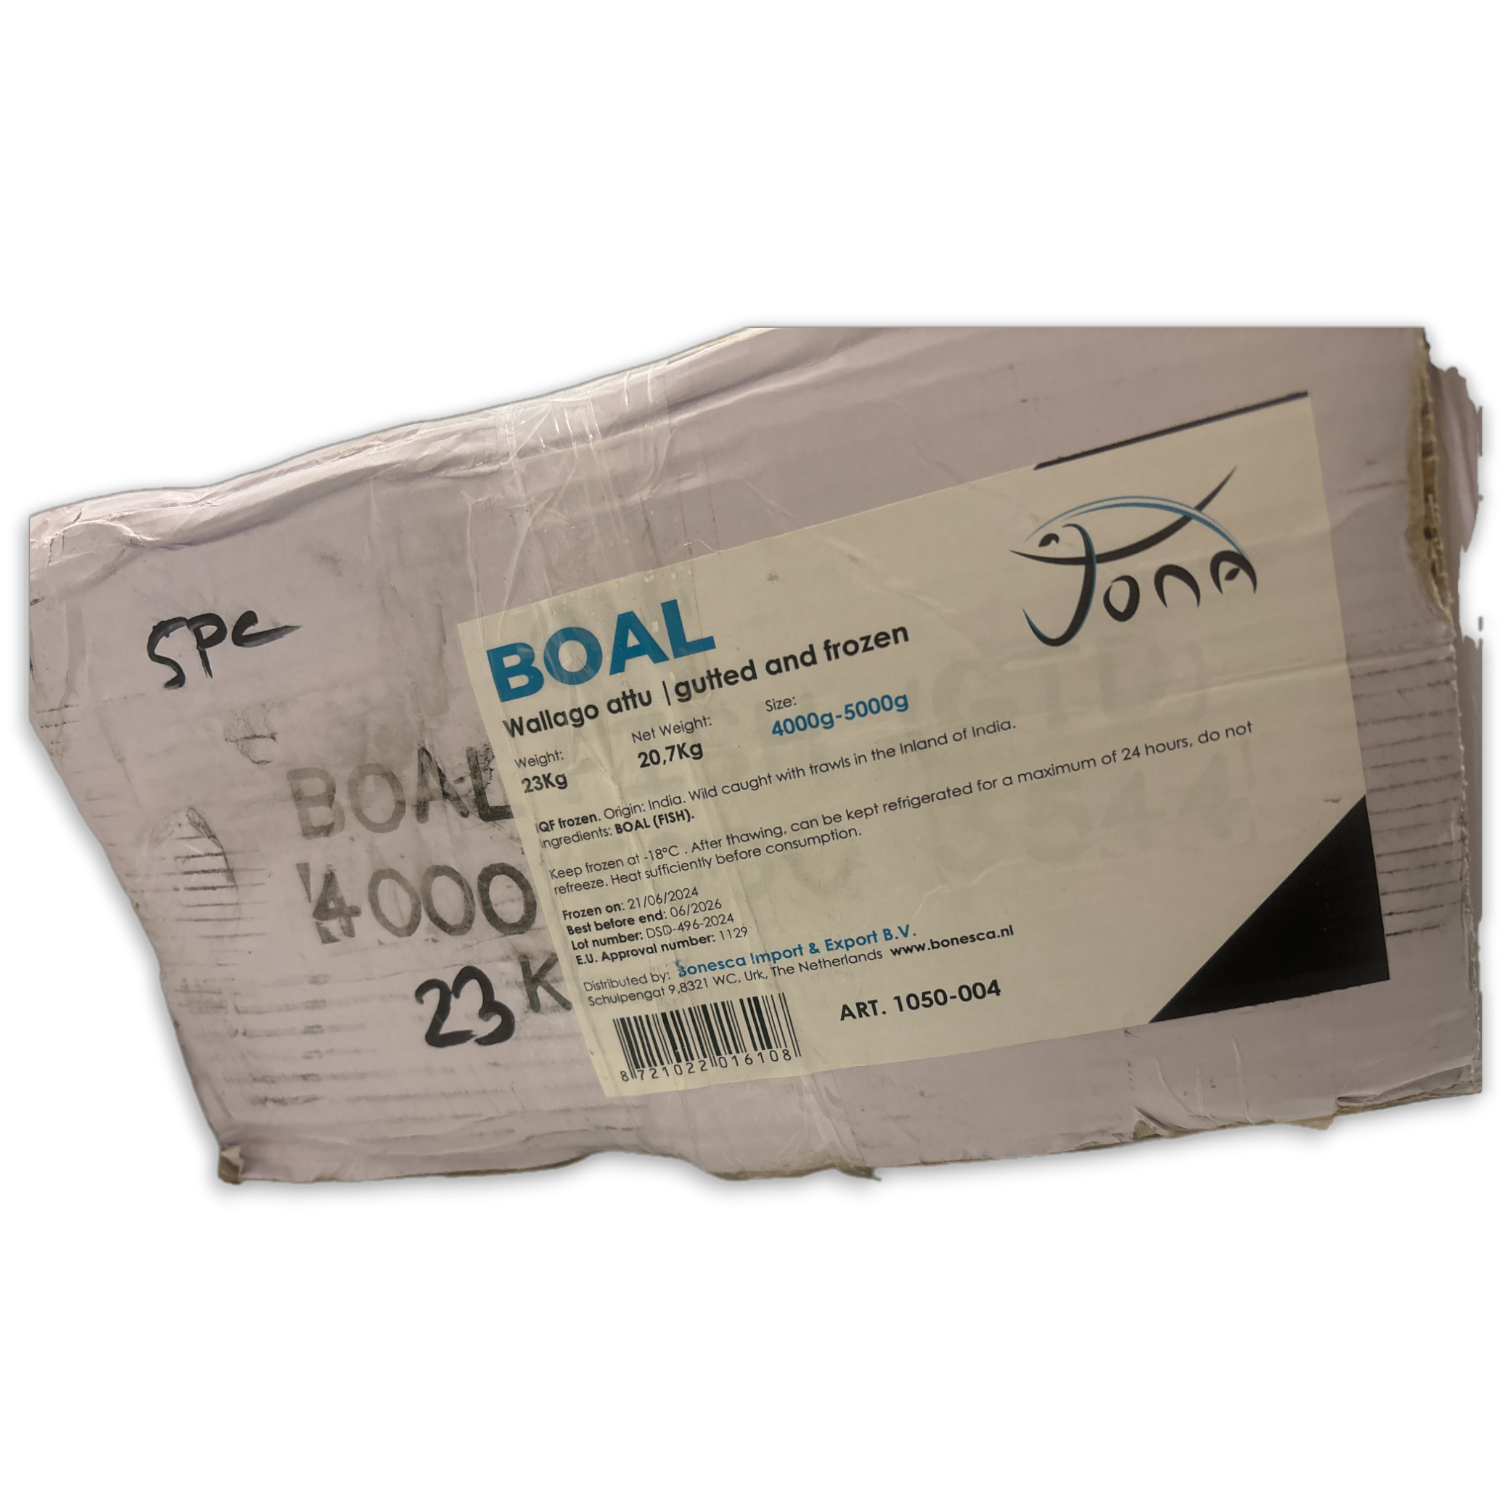 5PC
BOAL
4000
23 K
Jona
BOAL
Wallago attu | gutted and frozen
Weight: Net Weight: Size:
23Kg 20,7Kg 4000g-5000g
IQF frozen. Origin: India. Wild caught with trawls in the Inland of India.
Ingredients: BOAL (FISH).
Keep frozen at -18°C . After thawing, can be kept refrigerated for a maximum of 24 hours, do not
refreeze. Heat sufficiently before consumption.
Frozen on: 21/06/2024
Best before end: 06/2026
Lot number: DSD-496-2024
E.U. Approval number: 1129
Distributed by: Bonesca Import & Export B.V.
Schulpengat 9,8321 WC, Urk, The Netherlands www.bonesca.nl
8 721022 016108
ART. 1050-004